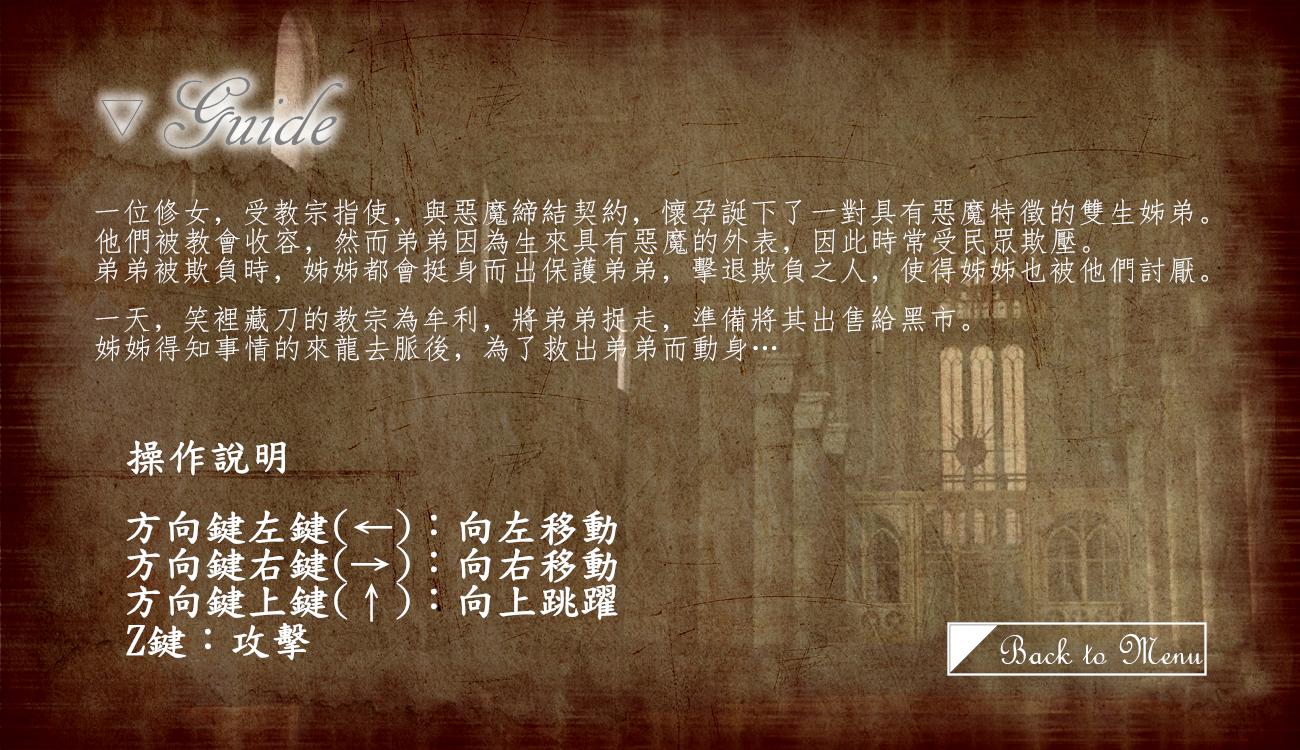 ▽ Guide
一位修女，受教宗指使，與惡魔締結契約，懷孕誕下了一對具有惡魔特徵的雙生姊弟。
他們被教會收容，然而弟弟因為生來具有惡魔的外表，因此時常受民眾欺壓。
弟弟被欺負時，姊姊都會挺身而出保護弟弟，擊退欺負之人，使得姊姊也被他們討厭。
一天，笑裡藏刀的教宗為牟利，將弟弟捉走，準備將其出售給黑市。
姊姊得知事情的來龍去脈後，為了救出弟弟而動身…
操作說明
方向鍵左鍵(←)：向左移動
方向鍵右鍵(→)：向右移動
方向鍵上鍵(↑)：向上跳躍
Z鍵：攻擊
Back to Menu